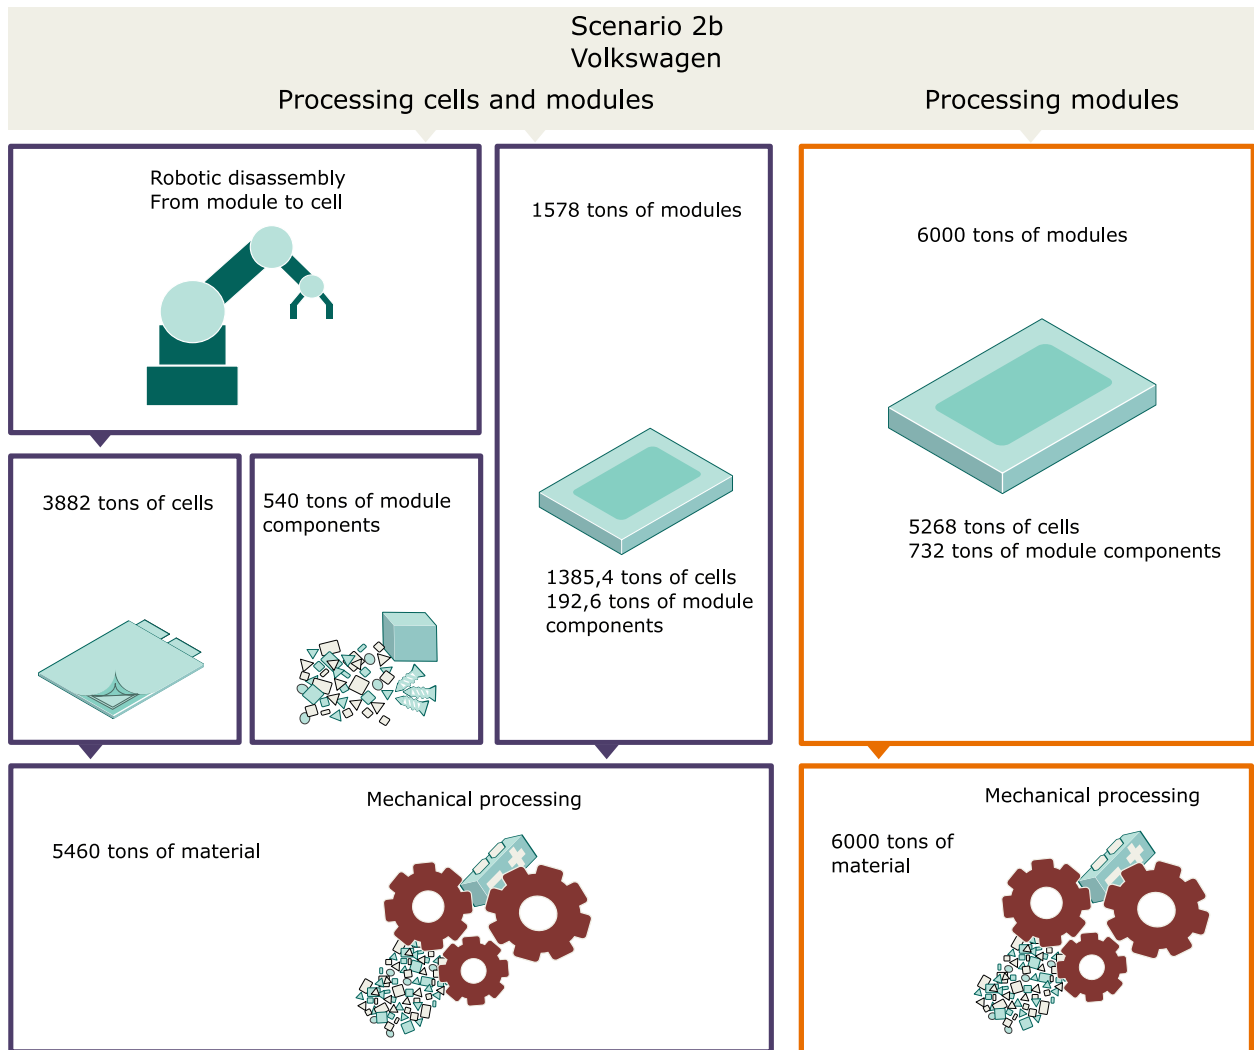 Scenario 2b
Volkswagen
Processing cells and modules
Processing modules
Robotic disassembly
From module to cell
1578 tons of modules
6000 tons of modules
3882 tons of cells
540 tons of module
components
1385,4 tons of cells
192,6 tons of module
components
5268 tons of cells
732 tons of module components
Mechanical processing
5460 tons of material
Mechanical processing
6000 tons of
material